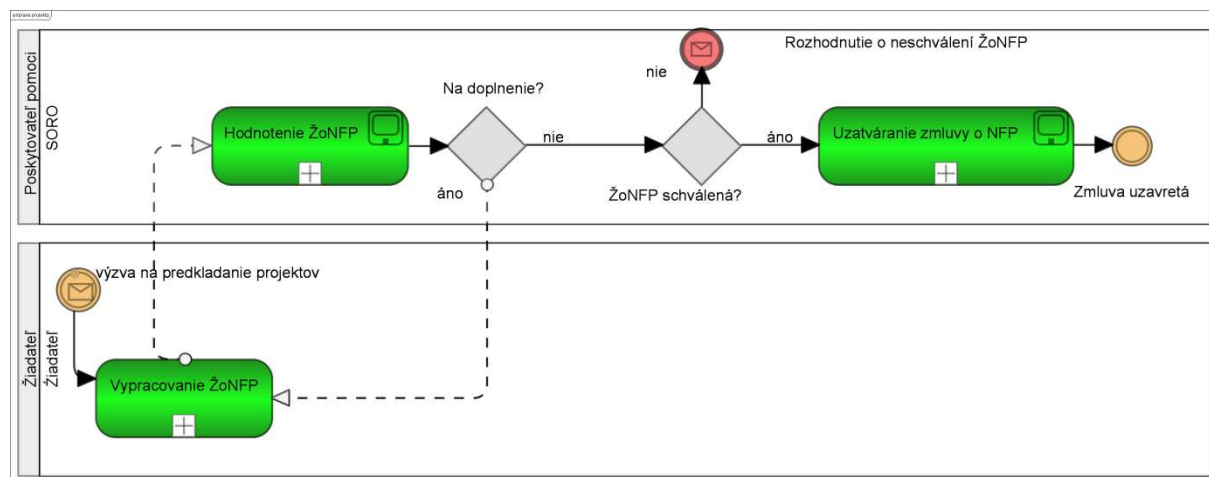 príprava projektu
Poskytovateľ pomoci
SORO
Hodnotenie ŽoNFP
Na doplnenie?
nie
áno
nie
Rozhodnutie o neschválení ŽoNFP
ŽoNFP schválená?
áno
Uzatváranie zmluvy o NFP
Zmluva uzavretá
Žiadateľ
Žiadateľ
výzva na predkladanie projektov
Vypracovanie ŽoNFP